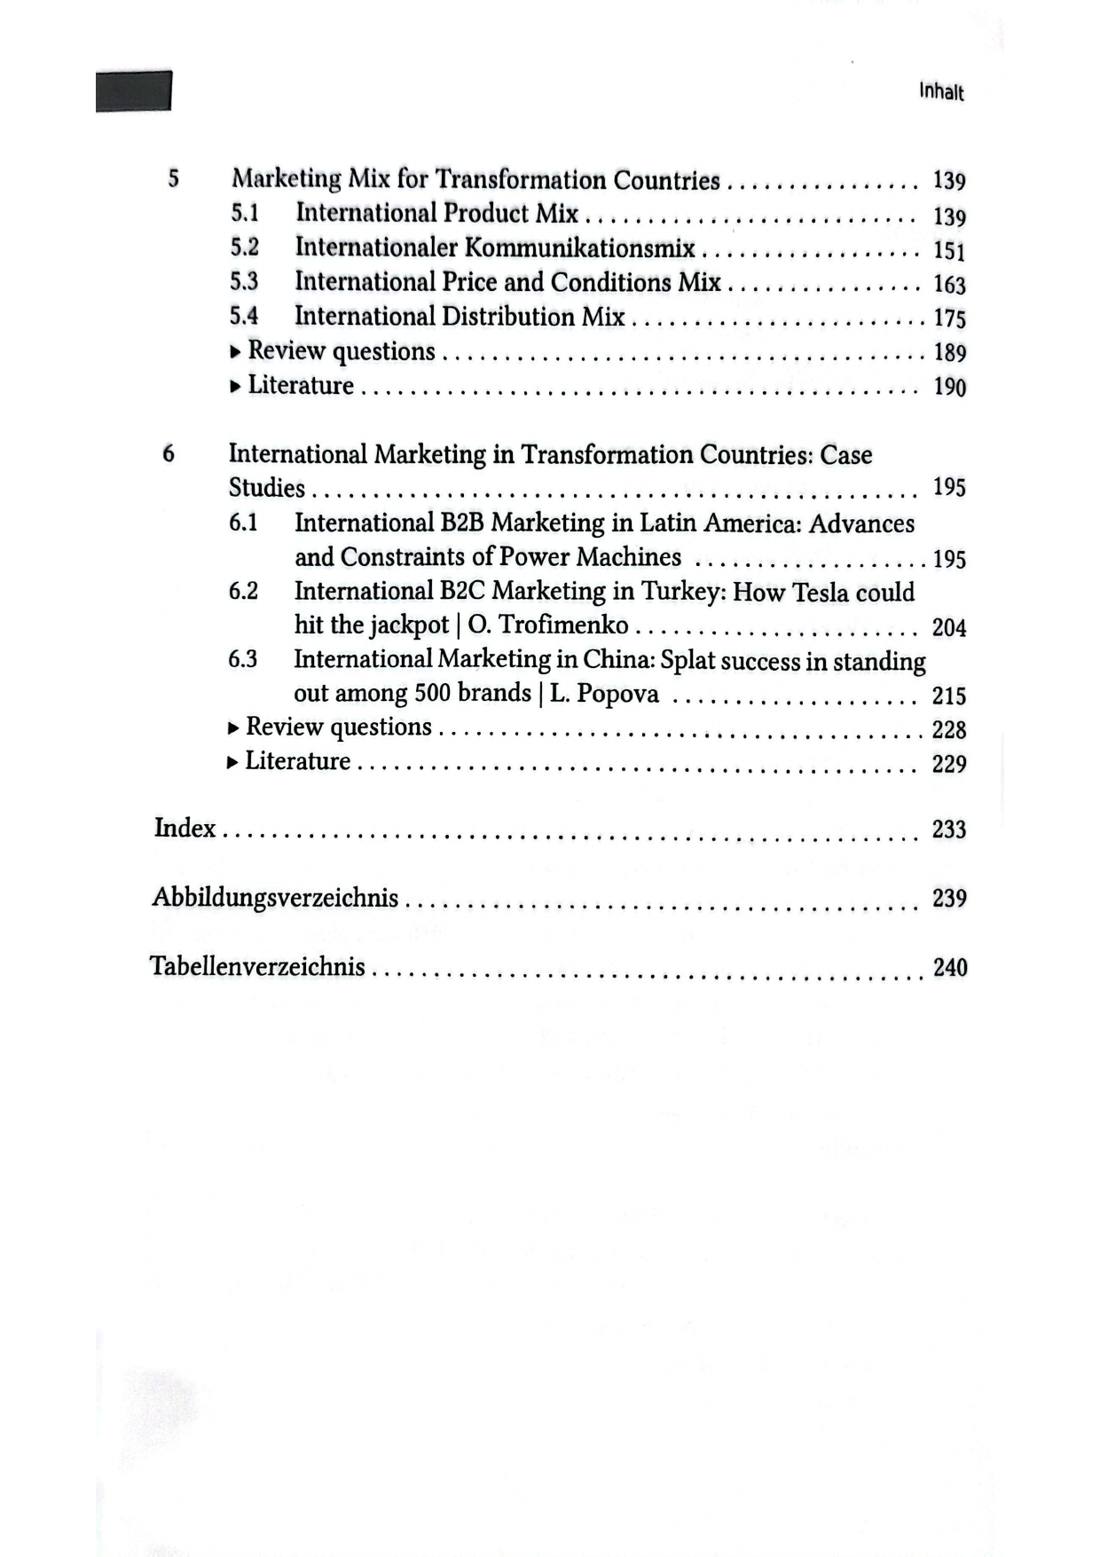 Inhalt
5 Marketing Mix for Transformation Countries ................ 139
5.1 International Product Mix ........................... 139
5.2 Internationaler Kommunikationsmix .................. 151
5.3 International Price and Conditions Mix ................ 163
5.4 International Distribution Mix ........................ 175
▸ Review questions ........................................ 189
▸ Literature .............................................. 190
6 International Marketing in Transformation Countries: Case
Studies .................................................. 195
6.1 International B2B Marketing in Latin America: Advances
and Constraints of Power Machines ................... 195
6.2 International B2C Marketing in Turkey: How Tesla could
hit the jackpot | O. Trofimenko ....................... 204
6.3 International Marketing in China: Splat success in standing
out among 500 brands | L. Popova .................... 215
▸ Review questions ........................................ 228
▸ Literature .............................................. 229
Index ......................................................... 233
Abbildungsverzeichnis .......................................... 239
Tabellenverzeichnis ............................................. 240